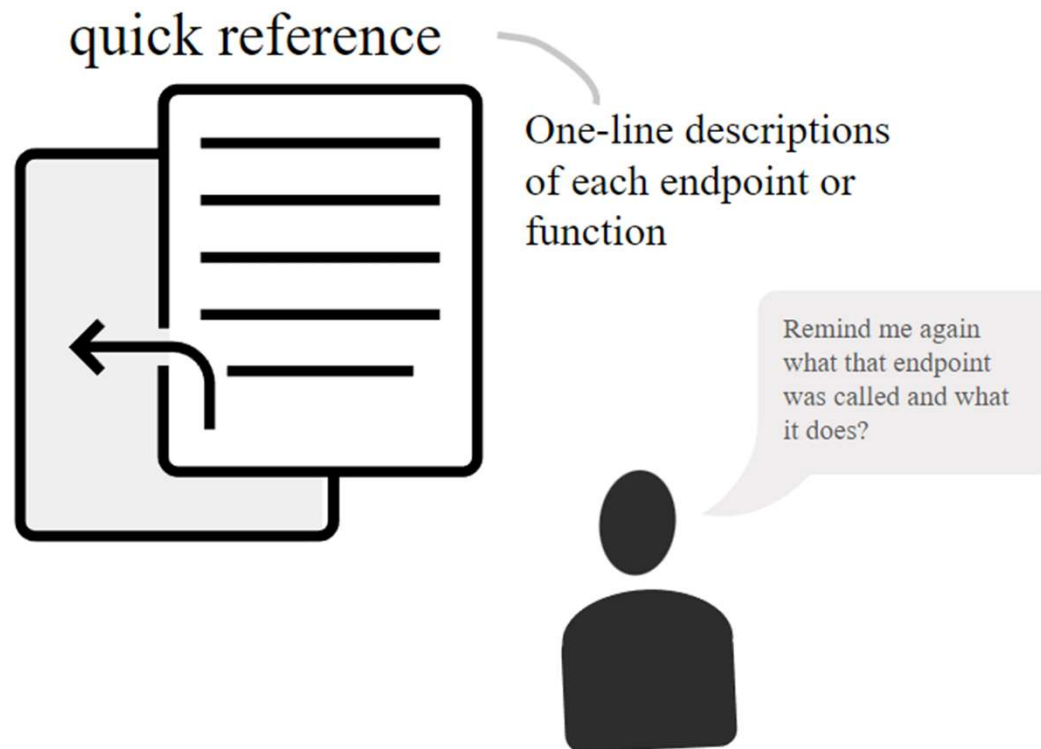 quick reference
One-line descriptions
of each endpoint or
function
Remind me again
what that endpoint
was called and what
it does?